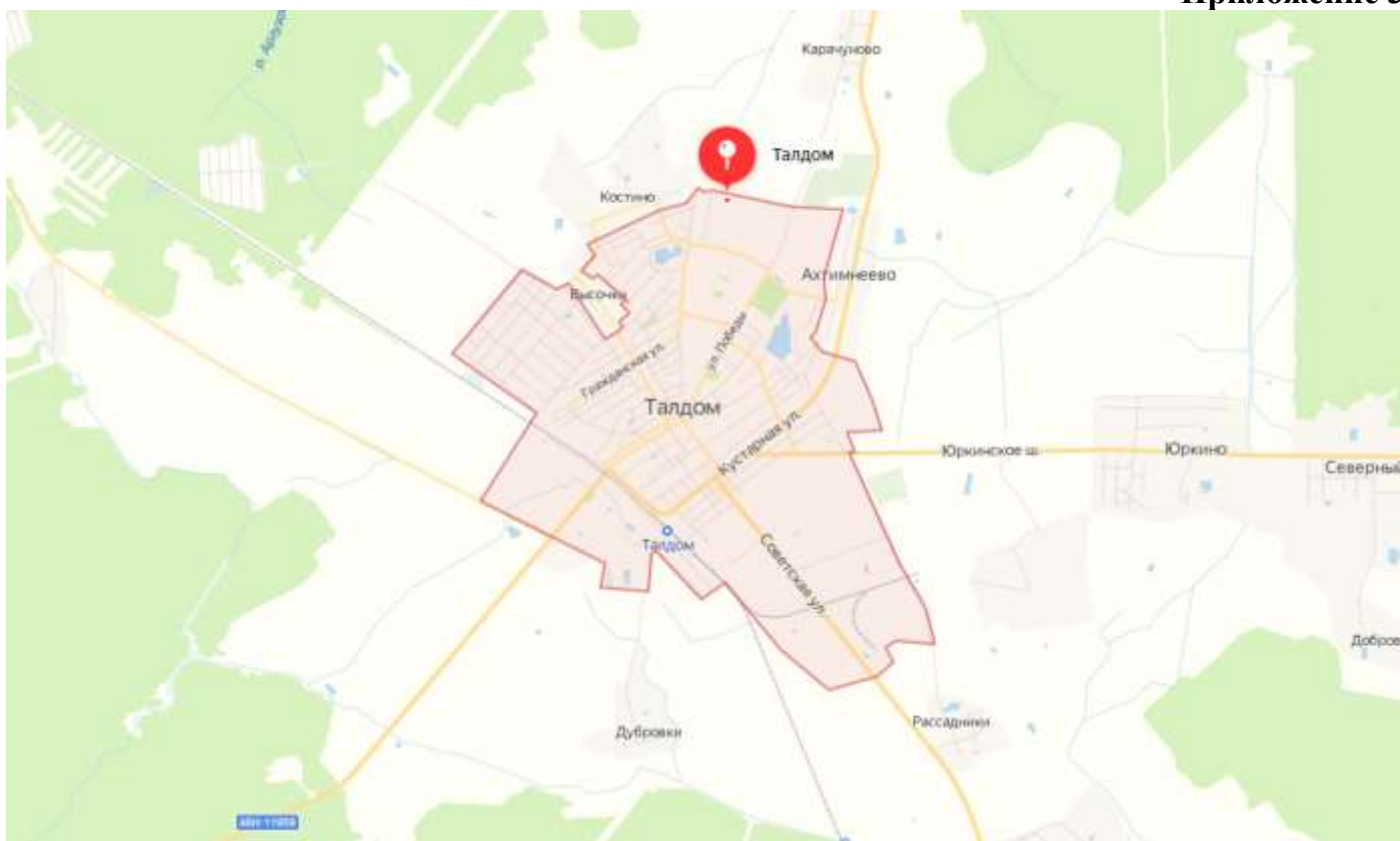 Приложение
р.
Карачуново
Талдом
Костино
Ахтимнеево
Высочки
ул. Победы
Гражданская ул.
Талдом
Кустарная ул.
Юркинское ш.
Юркино
Северный
Талдом
Советская ул.
Добров
Рассадники
Дубровки